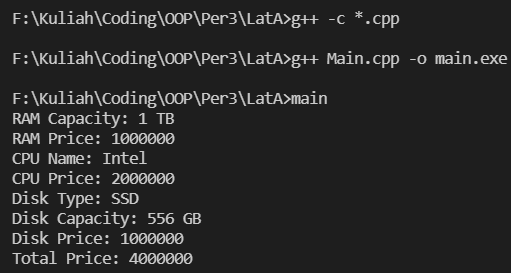 F:\Kuliah\Coding\OOP\Per3\LatA>g++ -c *.cpp
F:\Kuliah\Coding\OOP\Per3\LatA>g++ Main.cpp -o main.exe
F:\Kuliah\Coding\OOP\Per3\LatA>main
RAM Capacity: 1 TB
RAM Price: 1000000
CPU Name: Intel
CPU Price: 2000000
Disk Type: SSD
Disk Capacity: 556 GB
Disk Price: 1000000
Total Price: 4000000